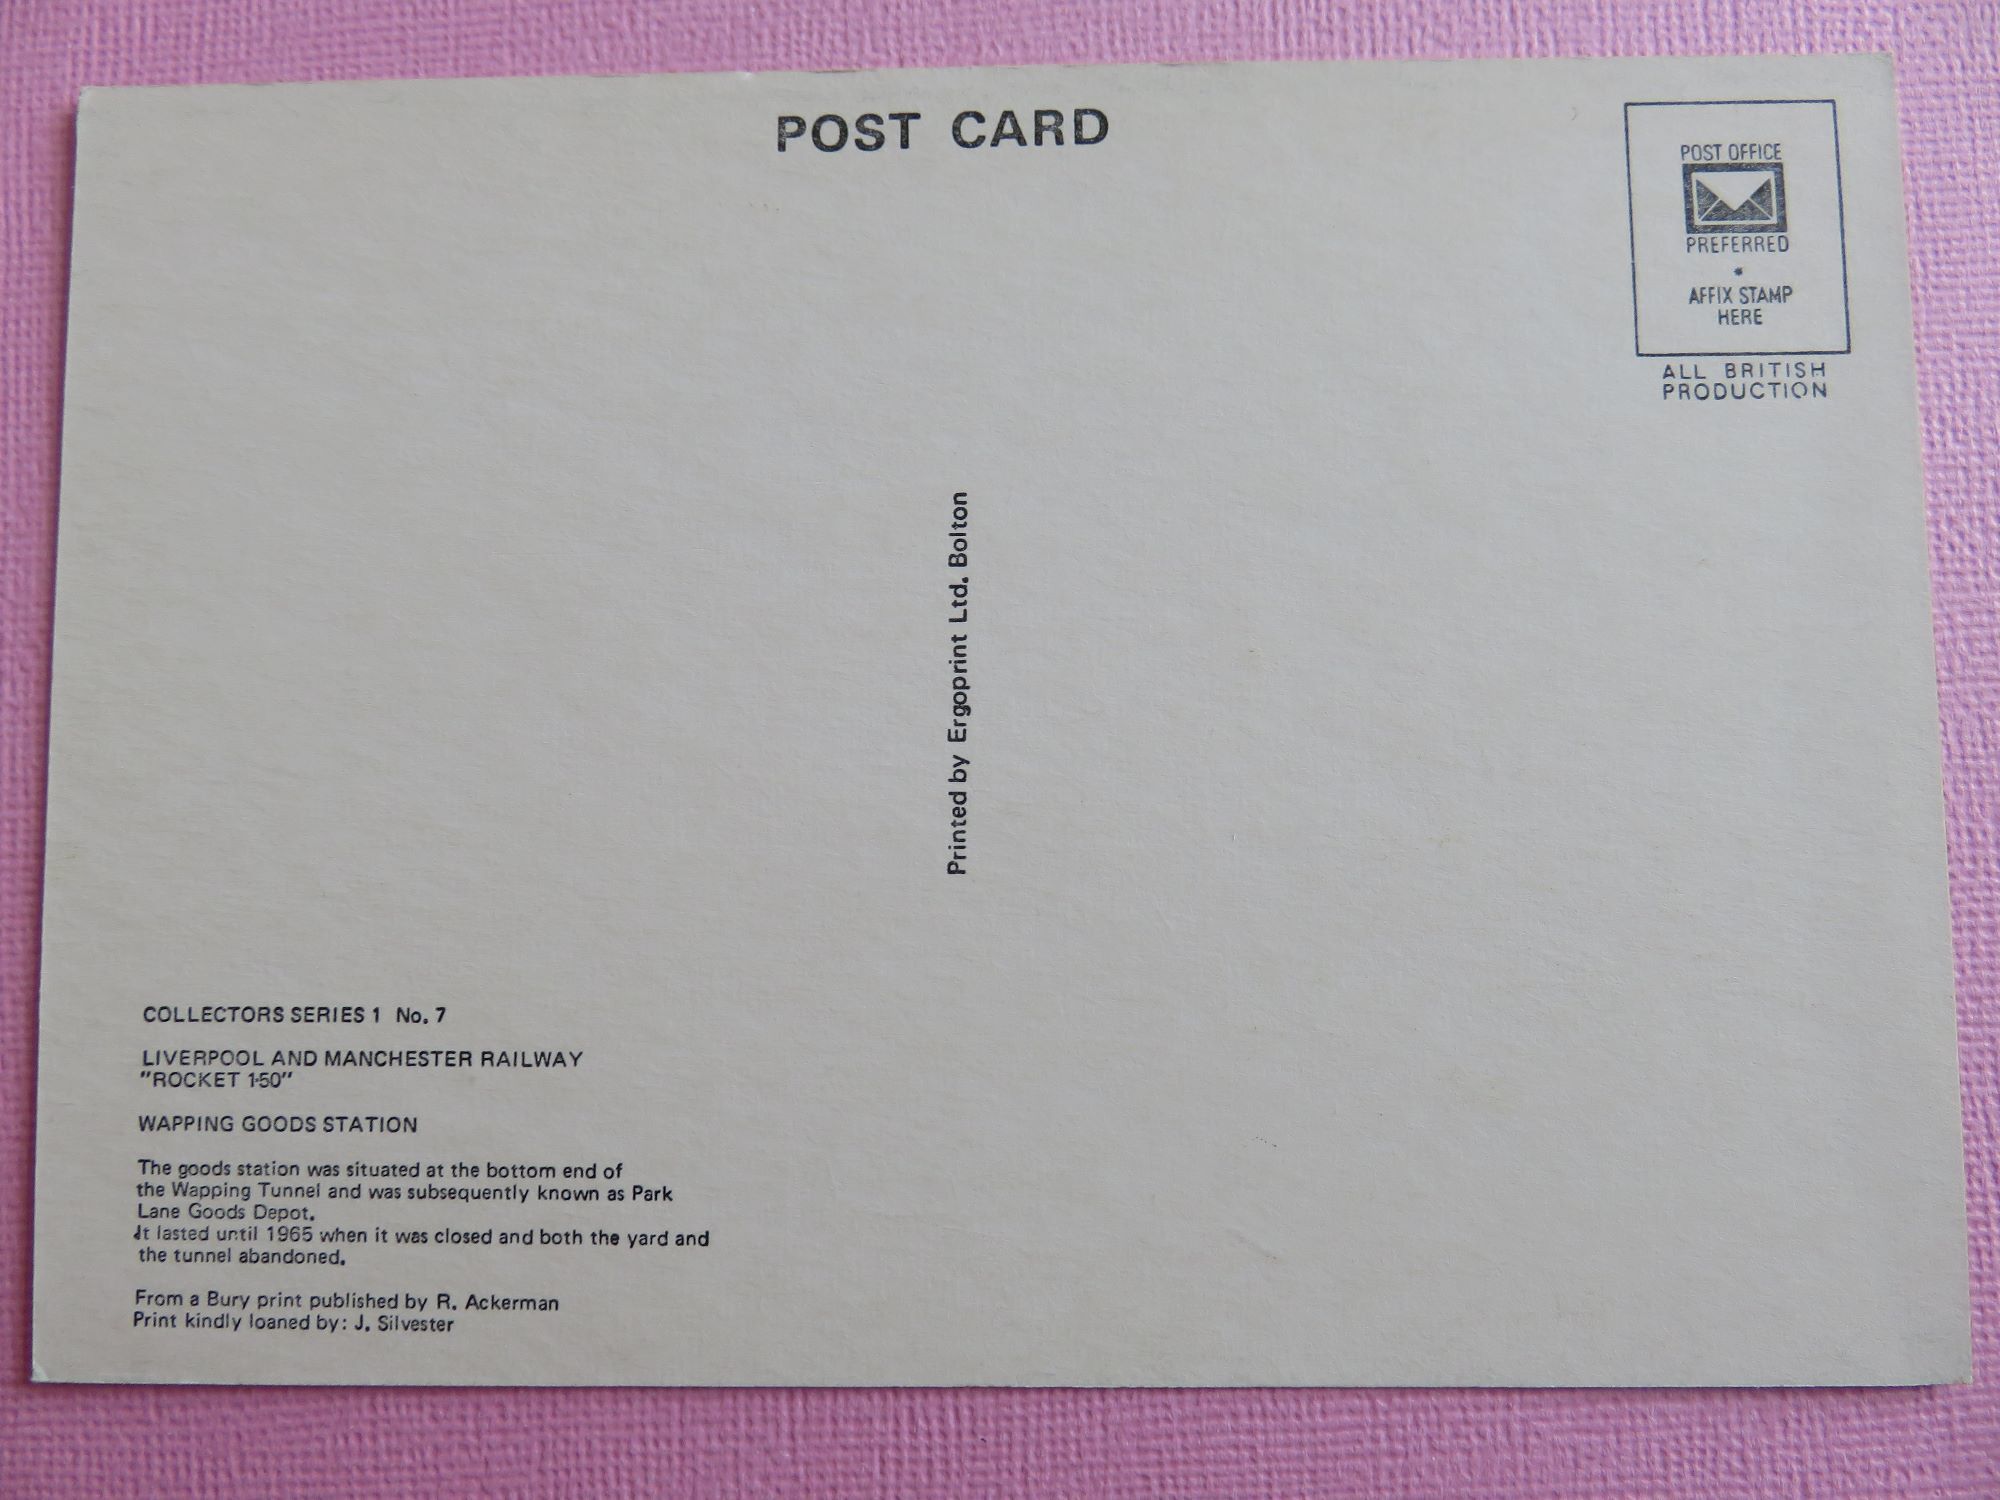 POST CARD
POST OFFICE
PREFERRED
*
AFFIX STAMP
HERE
ALL BRITISH
PRODUCTION
Printed by Ergoprint Ltd. Bolton
COLLECTORS SERIES 1 No. 7
LIVERPOOL AND MANCHESTER RAILWAY
"ROCKET 150"
WAPPING GOODS STATION
The goods station was situated at the bottom end of
the Wapping Tunnel and was subsequently known as Park
Lane Goods Depot.
It lasted until 1965 when it was closed and both the yard and
the tunnel abandoned.
From a Bury print published by R. Ackerman
Print kindly loaned by: J. Silvester